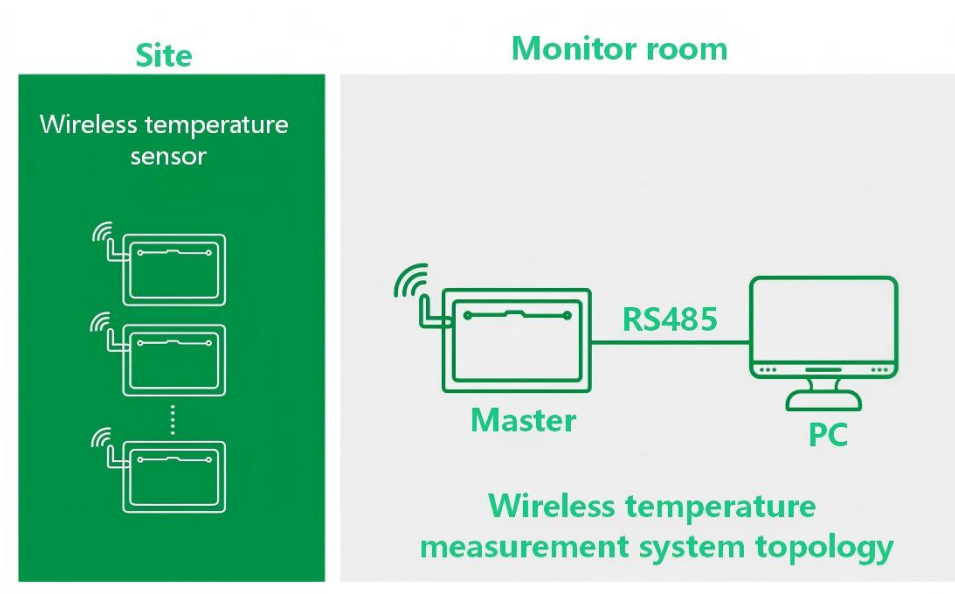 Site
Monitor room
Wireless temperature
sensor
RS485
Master
PC
Wireless temperature
measurement system topology